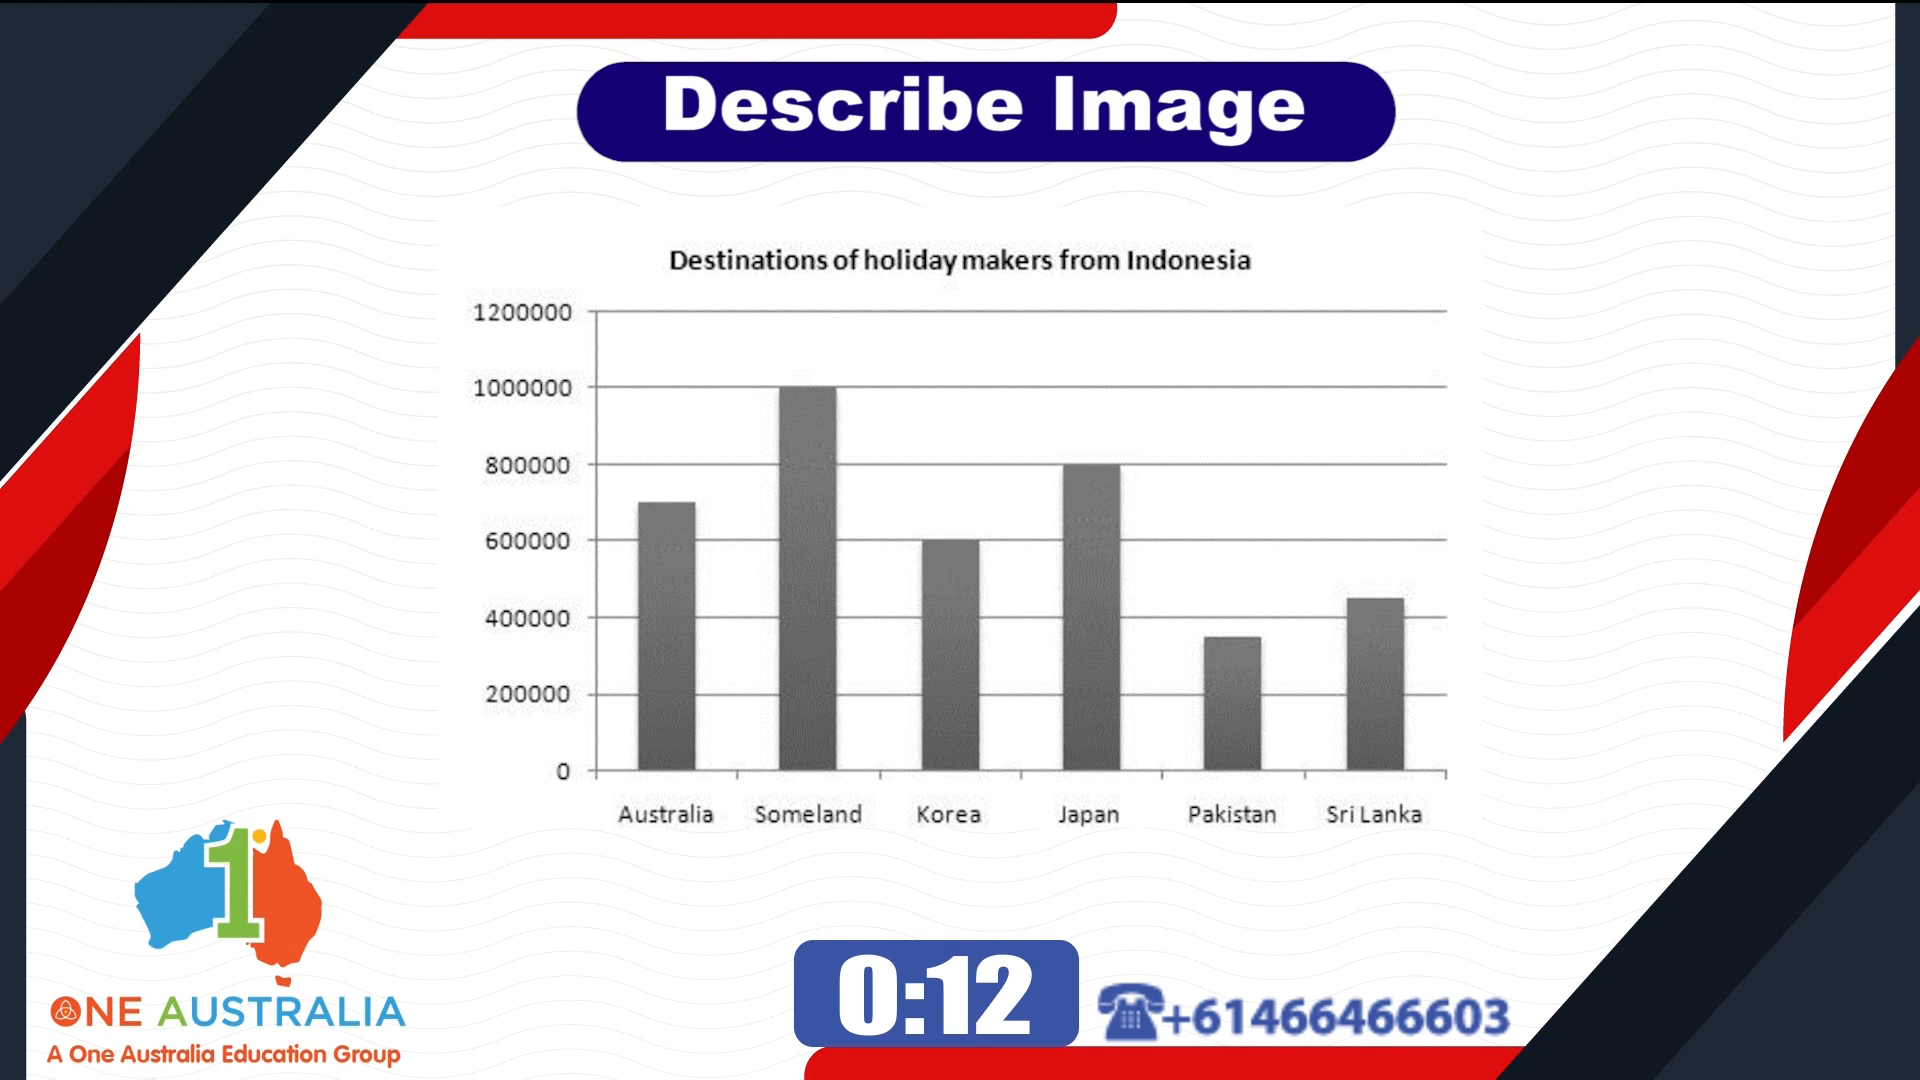 Describe Image
Destinations of holiday makers from Indonesia
1200000
1000000
800000
600000
400000
200000
0
Australia Someland Korea Japan Pakistan Sri Lanka
1
ONE AUSTRALIA
A One Australia Education Group
0:12
+61466466603